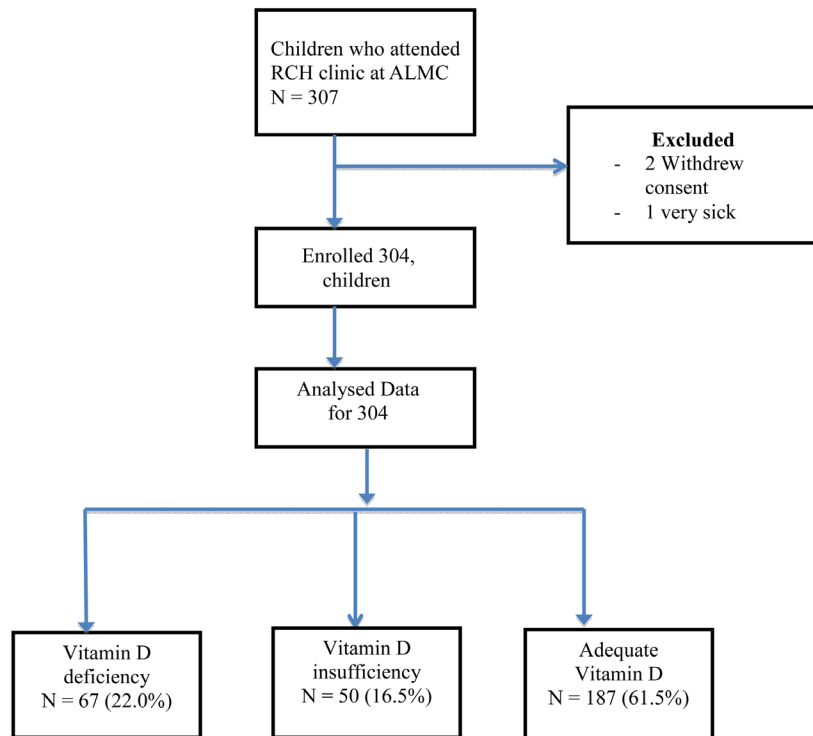 Children who attended
RCH clinic at ALMC
N = 307
Excluded
- 2 Withdrew
consent
- 1 very sick
Enrolled 304,
children
Analysed Data
for 304
Vitamin D
deficiency
N = 67 (22.0%)
Vitamin D
insufficiency
N = 50 (16.5%)
Adequate
Vitamin D
N = 187 (61.5%)